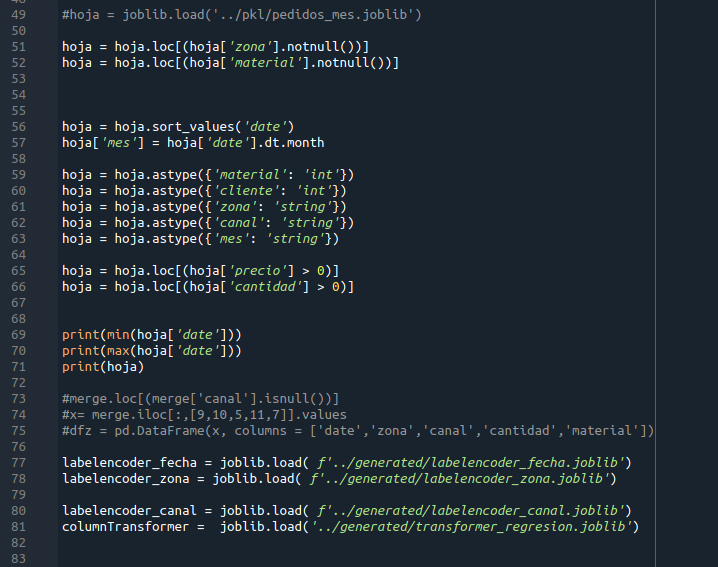 49 #hoja = joblib.load('../pkl/pedidos_mes.joblib')
50
51 hoja = hoja.loc[(hoja['zona'].notnull())]
52 hoja = hoja.loc[(hoja['material'].notnull())]
53
54
55
56 hoja = hoja.sort_values('date')
57 hoja['mes'] = hoja['date'].dt.month
58
59 hoja = hoja.astype({'material': 'int'})
60 hoja = hoja.astype({'cliente': 'int'})
61 hoja = hoja.astype({'zona': 'string'})
62 hoja = hoja.astype({'canal': 'string'})
63 hoja = hoja.astype({'mes': 'string'})
64
65 hoja = hoja.loc[(hoja['precio'] > 0)]
66 hoja = hoja.loc[(hoja['cantidad'] > 0)]
67
68
69 print(min(hoja['date']))
70 print(max(hoja['date']))
71 print(hoja)
72
73 #merge.loc[(merge['canal'].isnull())]
74 #x= merge.iloc[:,[9,10,5,11,7]].values
75 #dfz = pd.DataFrame(x, columns = ['date','zona','canal','cantidad','material'])
76
77 labelencoder_fecha = joblib.load( f'../generated/labelencoder_fecha.joblib')
78 labelencoder_zona = joblib.load( f'../generated/labelencoder_zona.joblib')
79
80 labelencoder_canal = joblib.load( f'../generated/labelencoder_canal.joblib')
81 columnTransformer =  joblib.load('../generated/transformer_regresion.joblib')
82
83